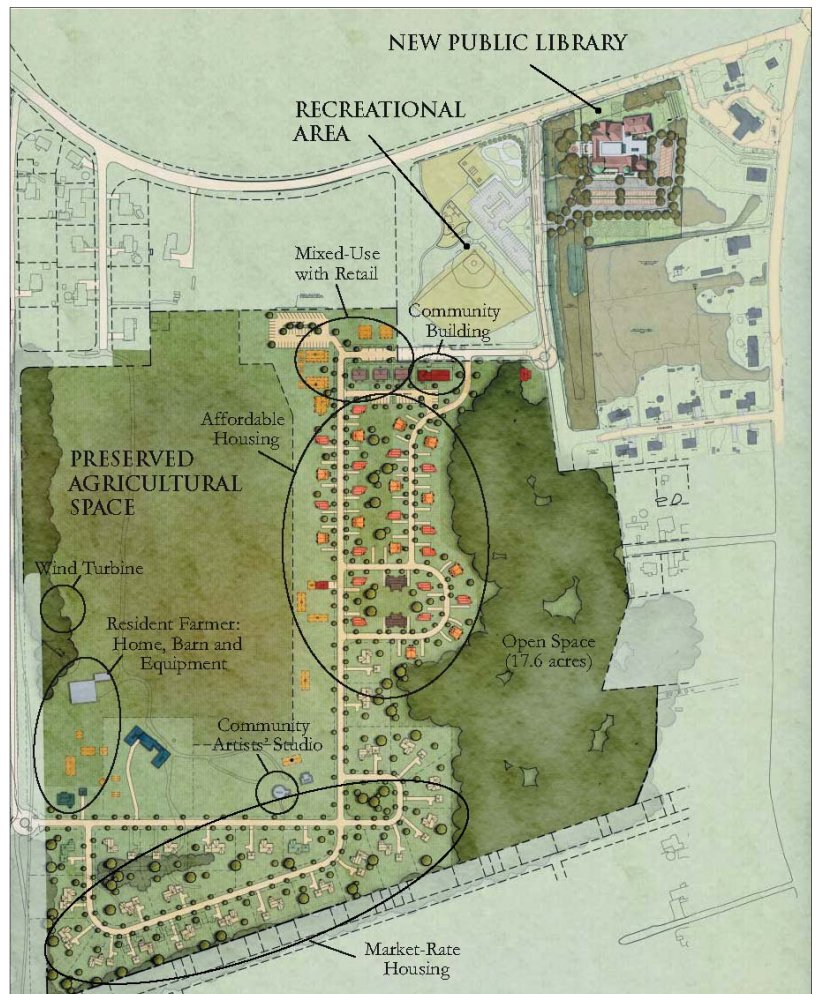 NEW PUBLIC LIBRARY
RECREATIONAL
AREA
Mixed-Use
with Retail
Community
Building
Affordable
Housing
PRESERVED
AGRICULTURAL
SPACE
Wind Turbine
Resident Farmer:
Home, Barn and
Equipment
Open Space
(17.6 acres)
Community
Artists' Studio
Market-Rate
Housing